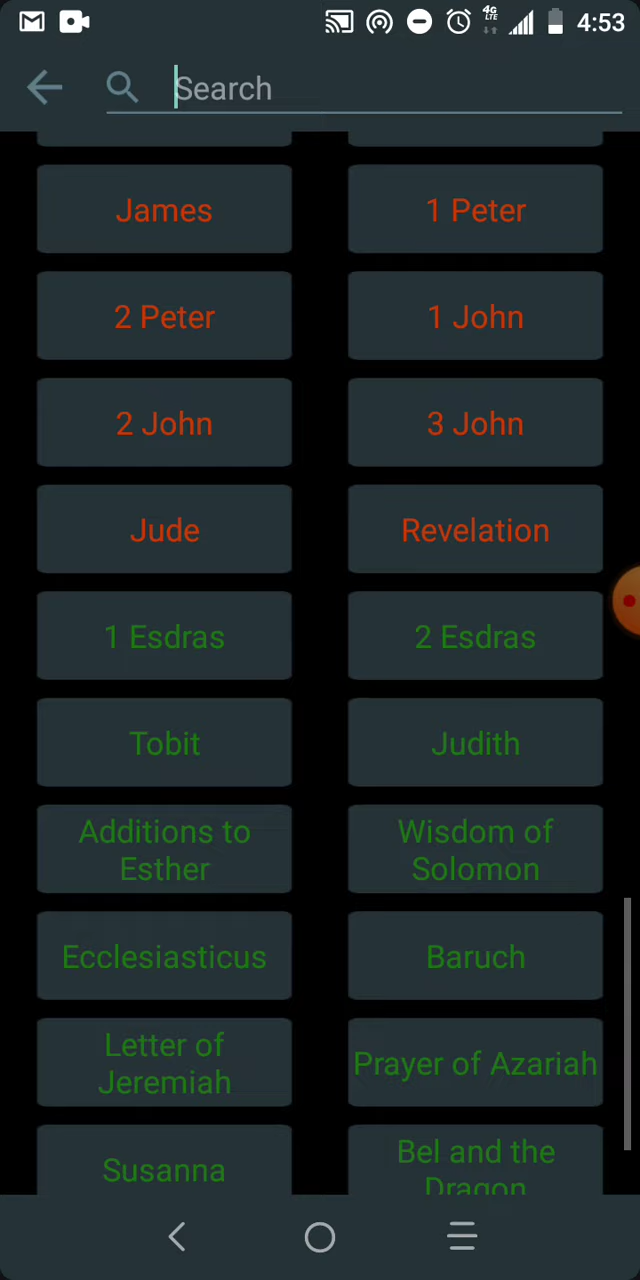 4G
LTE
4:53
Search
James
1 Peter
2 Peter
1 John
2 John
3 John
Jude
Revelation
1 Esdras
2 Esdras
Tobit
Judith
Additions to
Esther
Wisdom of
Solomon
Ecclesiasticus
Baruch
Letter of
Jeremiah
Prayer of Azariah
Susanna
Bel and the
Dragon